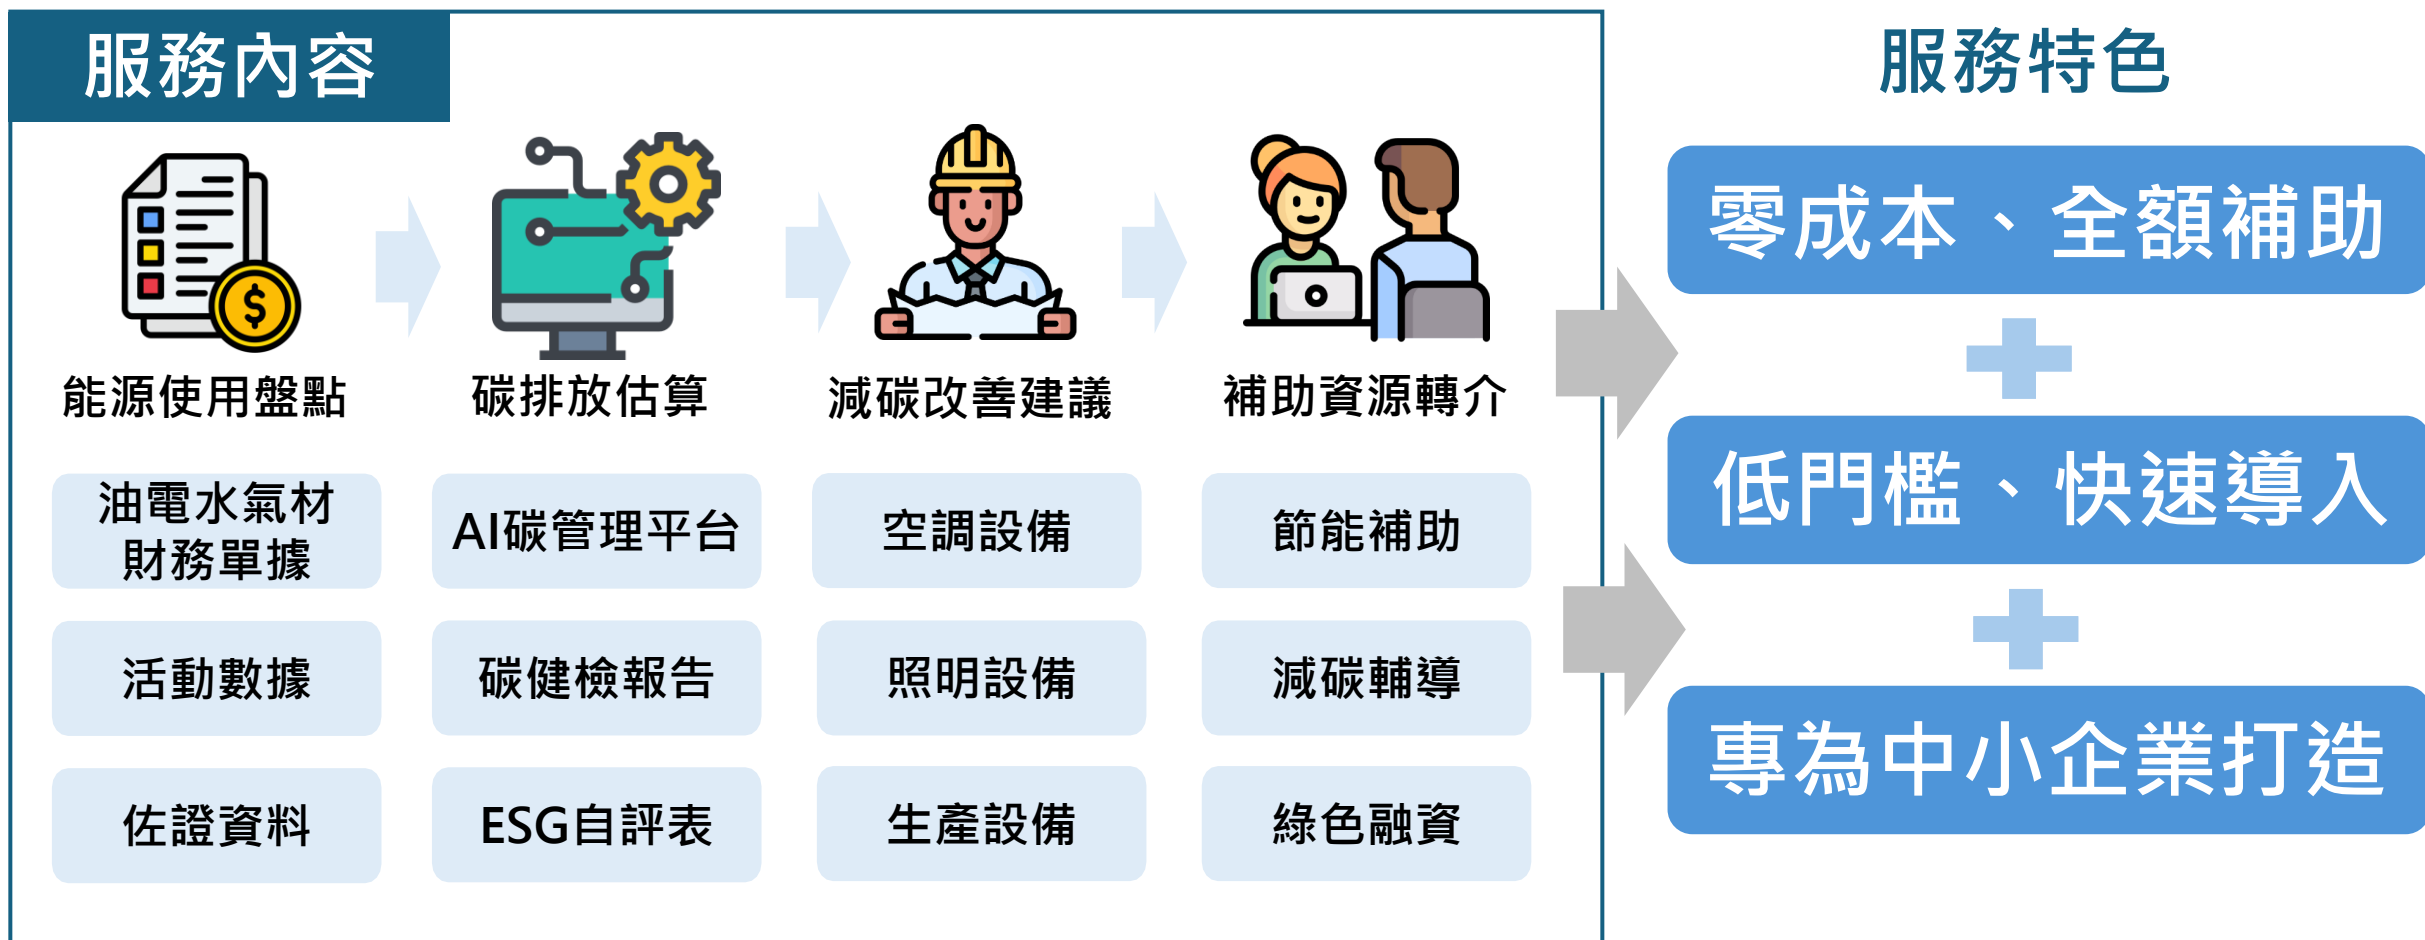 服務內容
能源使用盤點
碳排放估算
減碳改善建議
補助資源轉介
油電水氣材
財務單據
AI碳管理平台
空調設備
節能補助
活動數據
碳健檢報告
照明設備
減碳輔導
佐證資料
ESG自評表
生產設備
綠色融資
服務特色
零成本、全額補助
低門檻、快速導入
專為中小企業打造